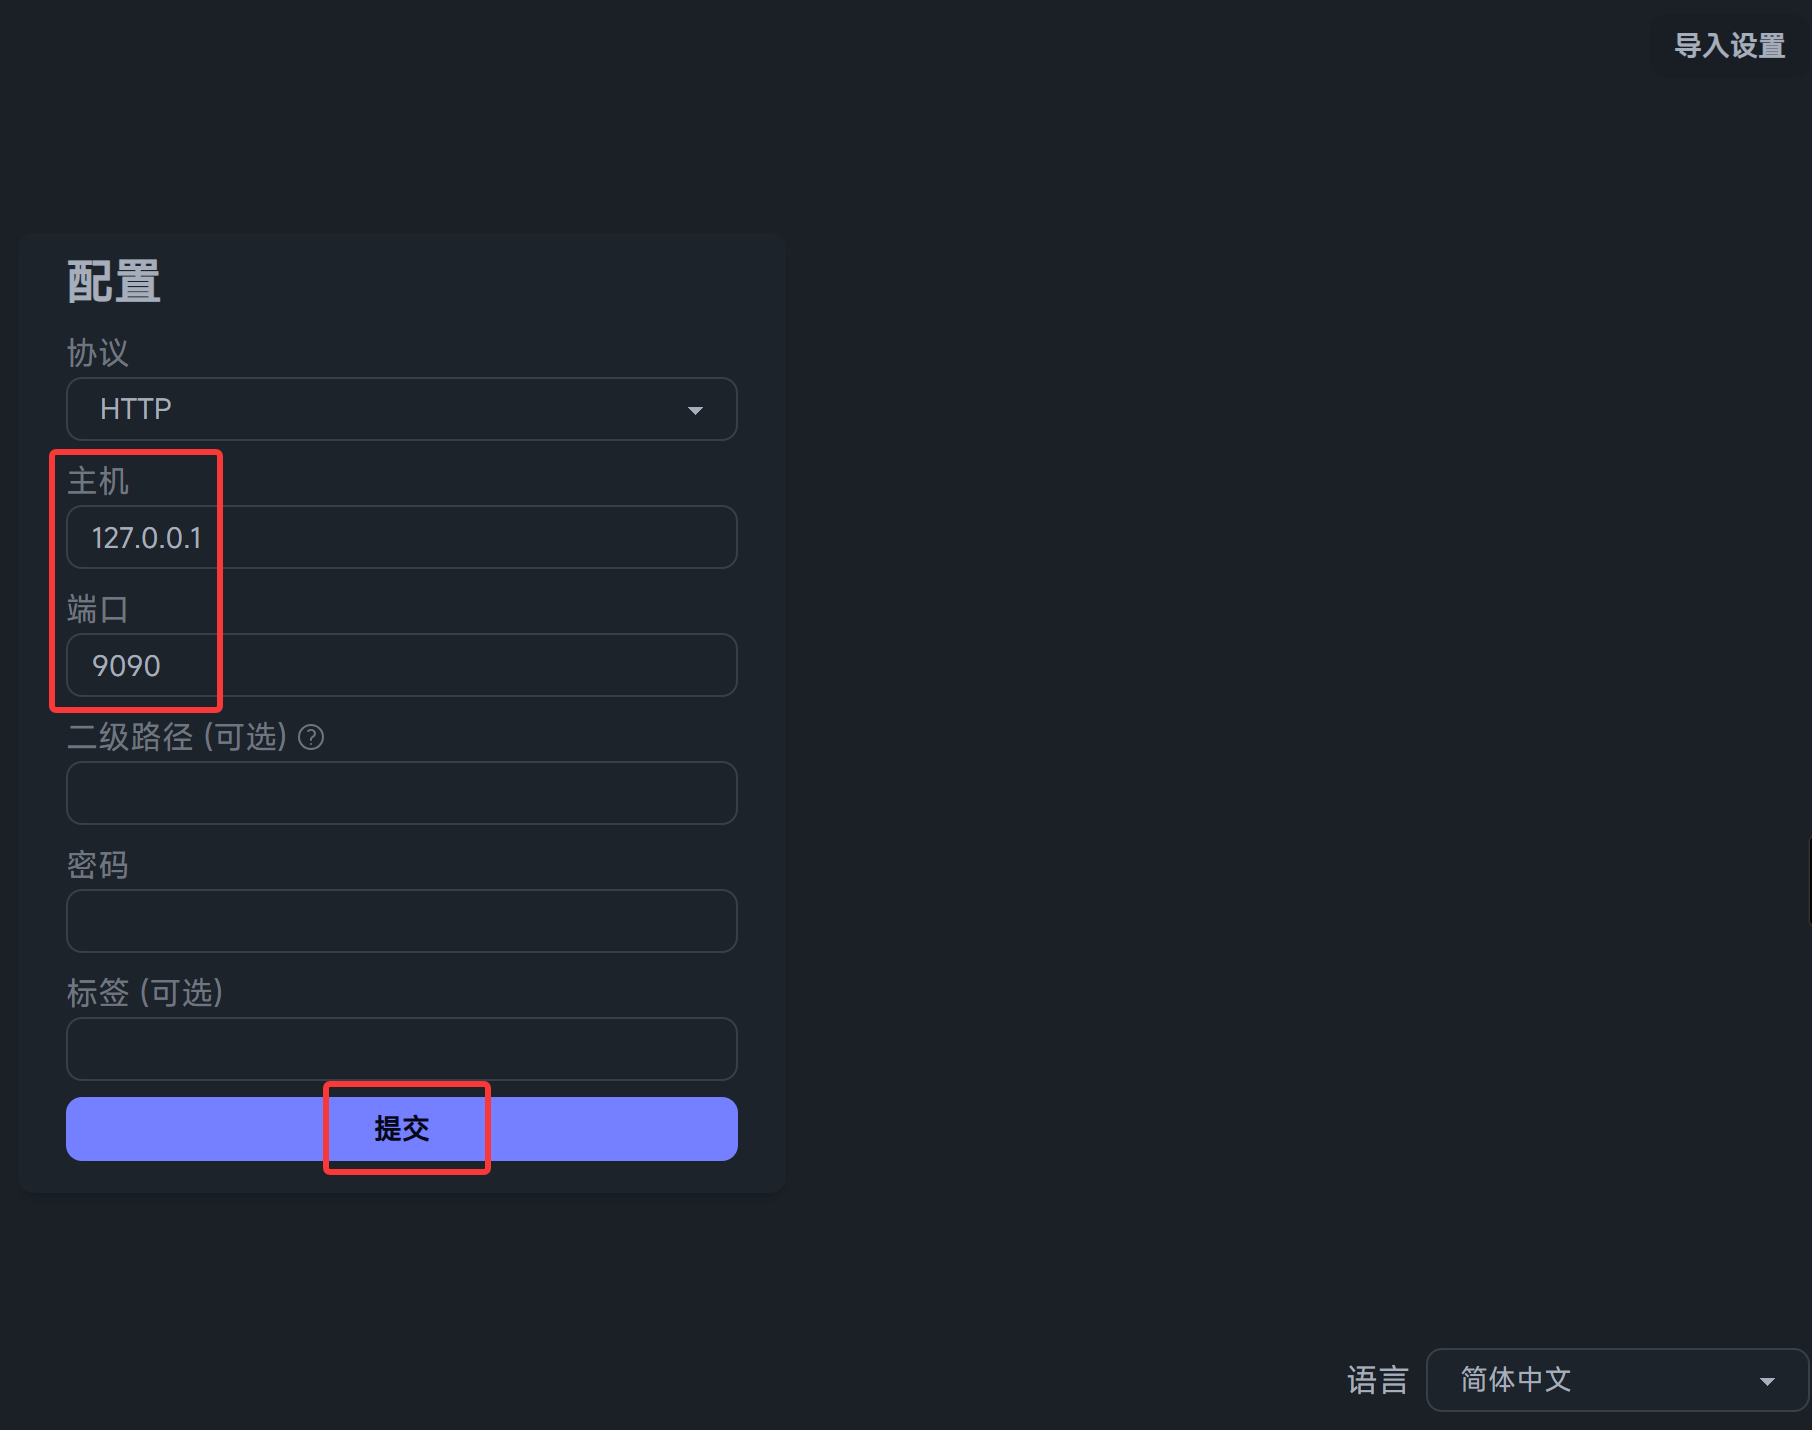 导入设置
配置
协议
HTTP
主机
127.0.0.1
端口
9090
二级路径 (可选) ?
密码
标签 (可选)
提交
语言 简体中文